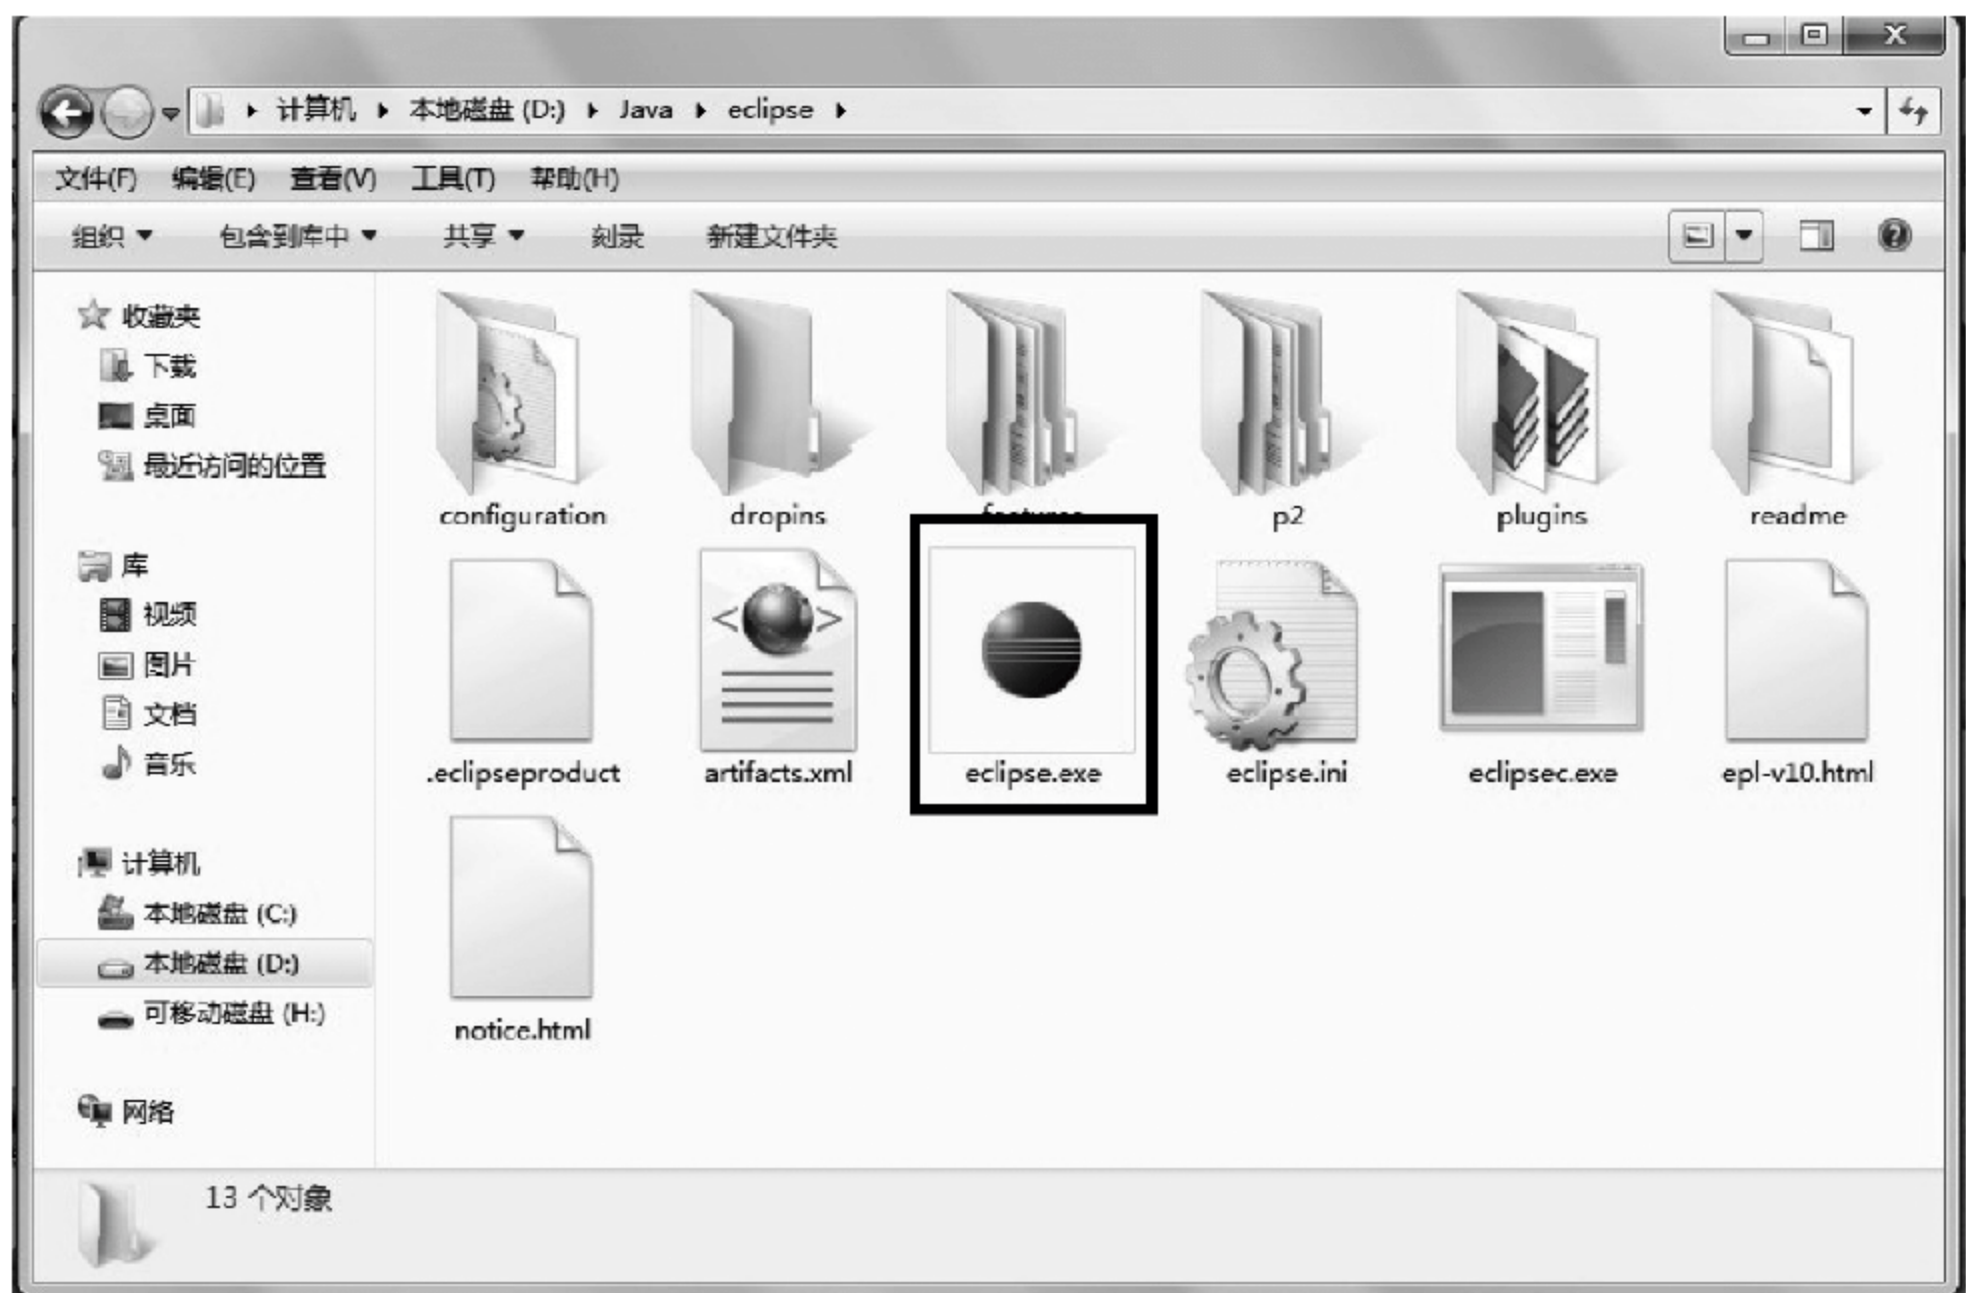 计算机 本地磁盘 (D:) Java eclipse
文件(F) 编辑(E) 查看(V) 工具(T) 帮助(H)
组织 包含到库中 共享 刻录 新建文件夹
收藏夹
下载
桌面
最近访问的位置
库
视频
图片
文档
音乐
计算机
本地磁盘 (C:)
本地磁盘 (D:)
可移动磁盘 (H:)
网络
configuration dropins features p2 plugins readme
.eclipseproduct artifacts.xml eclipse.exe eclipse.ini eclipsec.exe epl-v10.html
notice.html
13 个对象